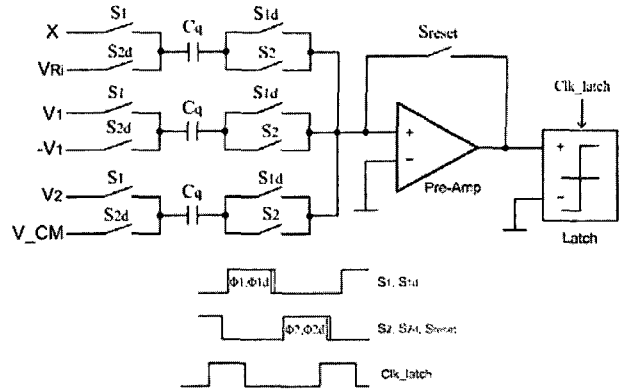 S1 Cq S1d
X
S2d S2 Sreset
VRi
S1 Cq S1d Clk_latch
V1
S2d S2
-V1
+ − Pre-Amp
+ − Latch
S1 Cq S1d
V2
S2d S2
V_CM
Φ1,Φ1d S1, S1d
Φ2,Φ2d S2, S2d, Sreset
Clk_latch